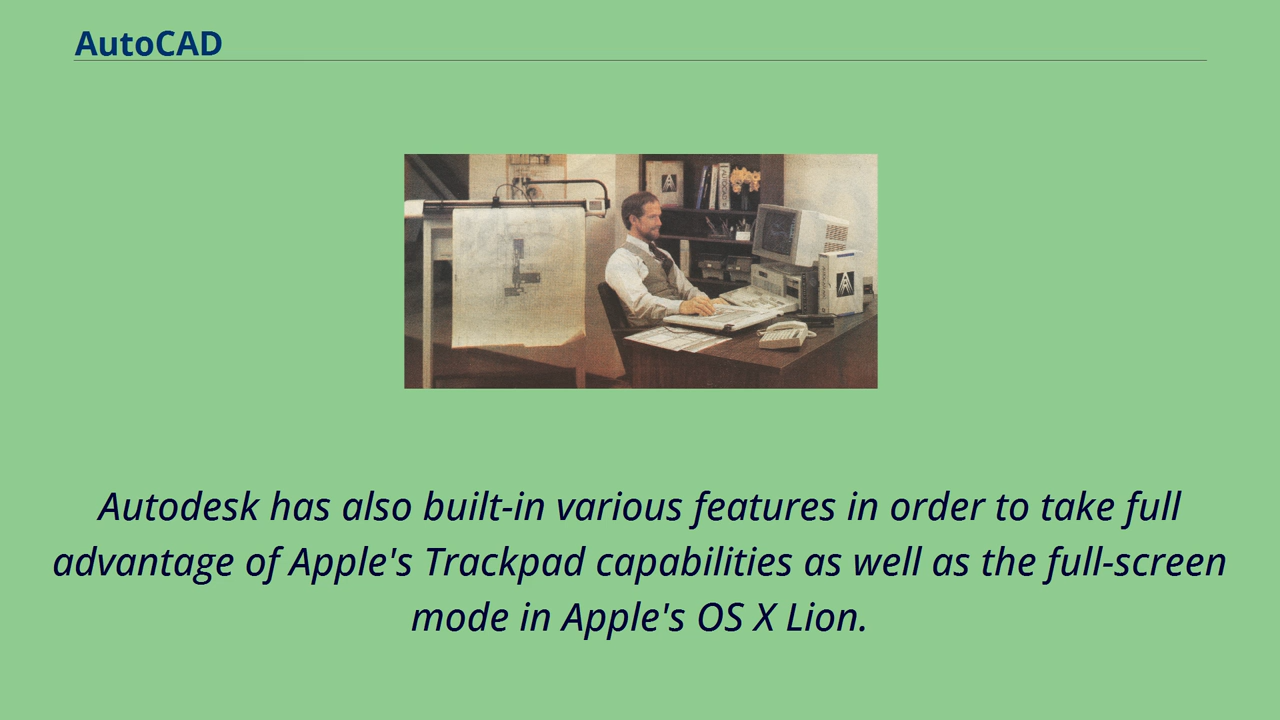 AutoCAD
Autodesk has also built-in various features in order to take full
advantage of Apple's Trackpad capabilities as well as the full-screen
mode in Apple's OS X Lion.